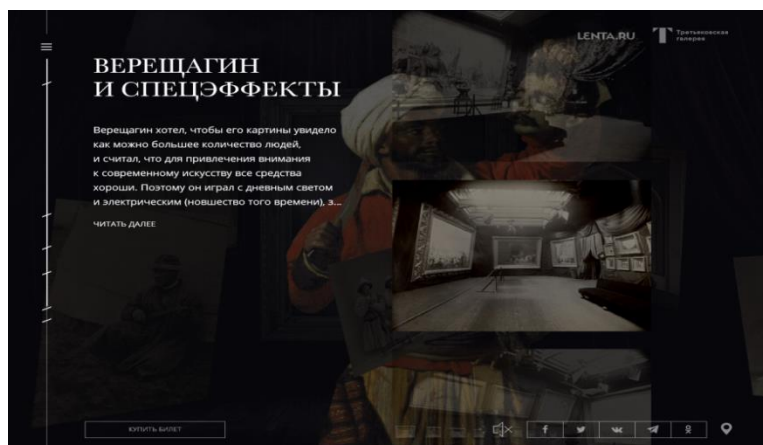 LENTA.RU
Третьяковская
галерея
ВЕРЕЩАГИН
И СПЕЦЭФФЕКТЫ
Верещагин хотел, чтобы его картины увидело
как можно большее количество людей,
и считал, что для привлечения внимания
к современному искусству все средства
хороши. Поэтому он играл с дневным светом
и электрическим (новшество того времени), з...
ЧИТАТЬ ДАЛЕЕ
КУПИТЬ БИЛЕТ